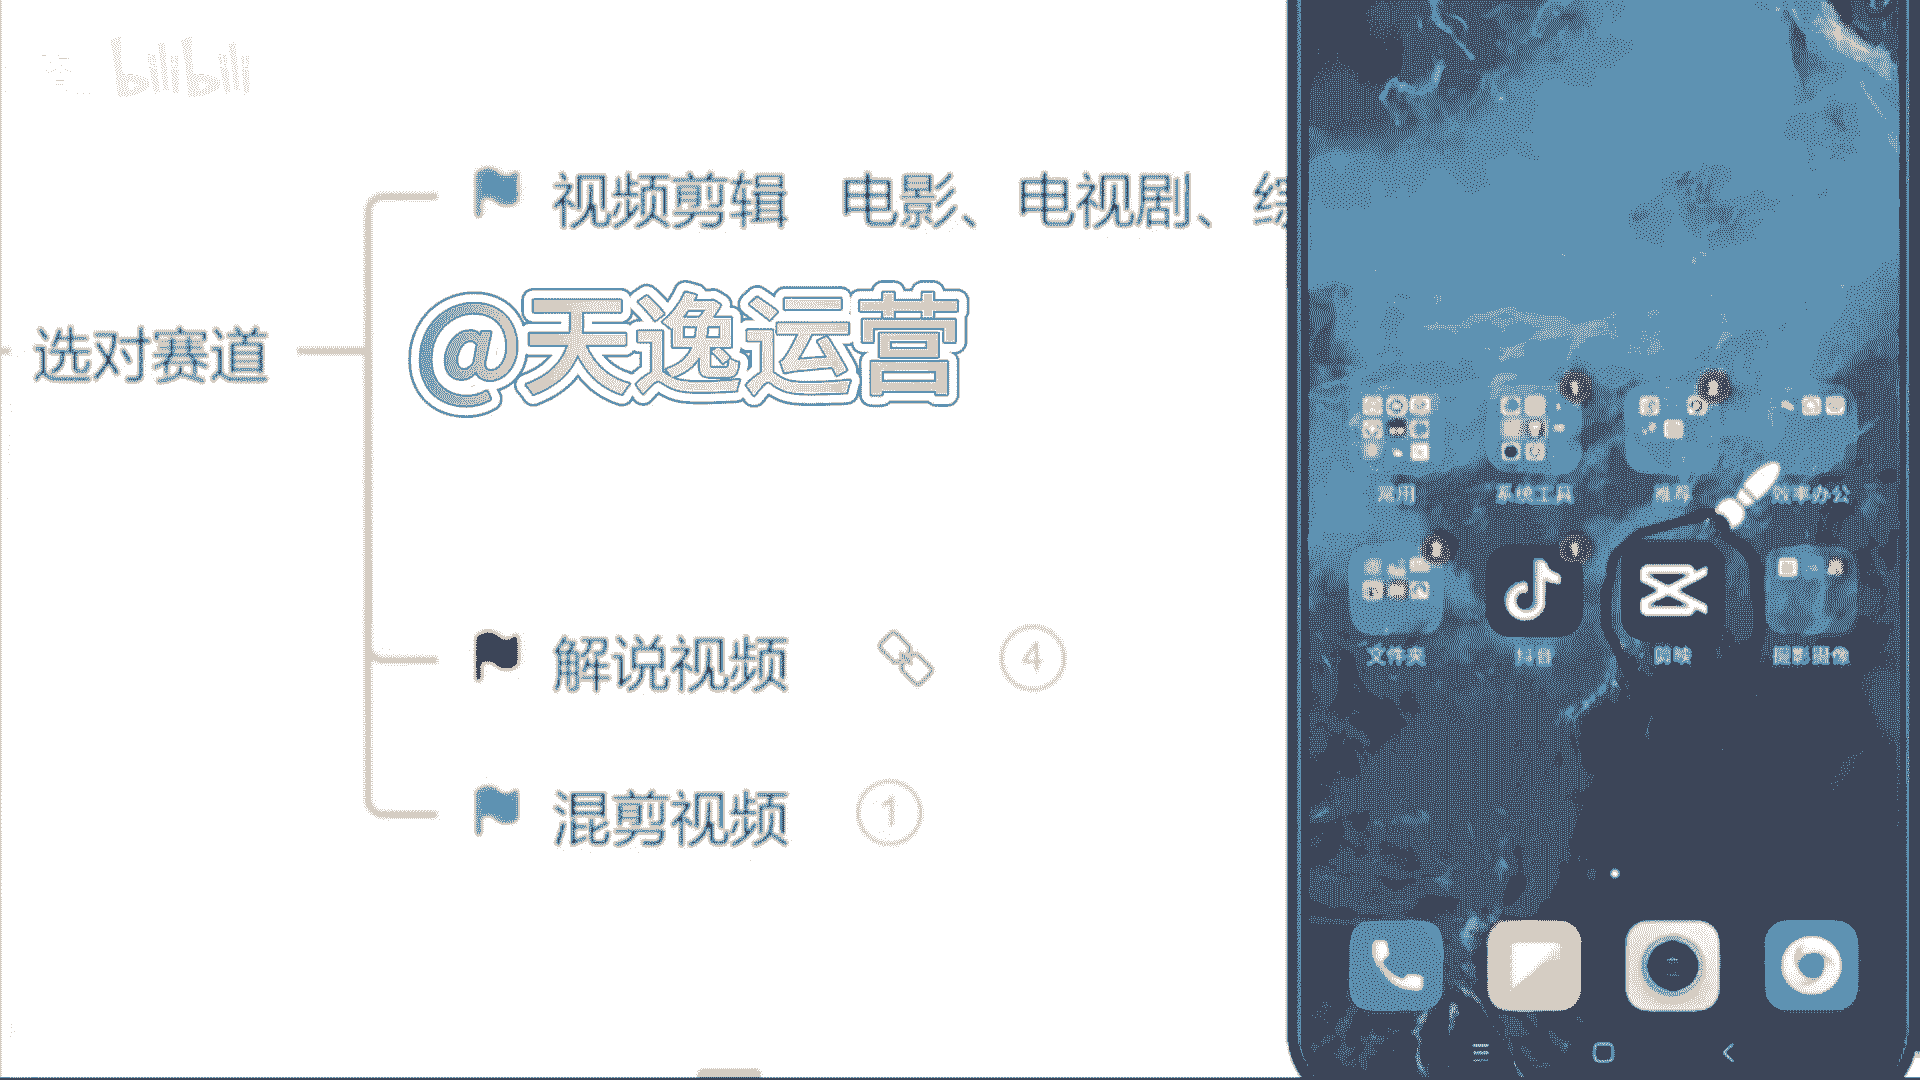 bilibili
视频剪辑 电影、电视剧、综
@天逸运营
选对赛道
解说视频 4
混剪视频 1
常用 系统工具 推荐 效率办公
文件夹 抖音 剪映 摄影摄像